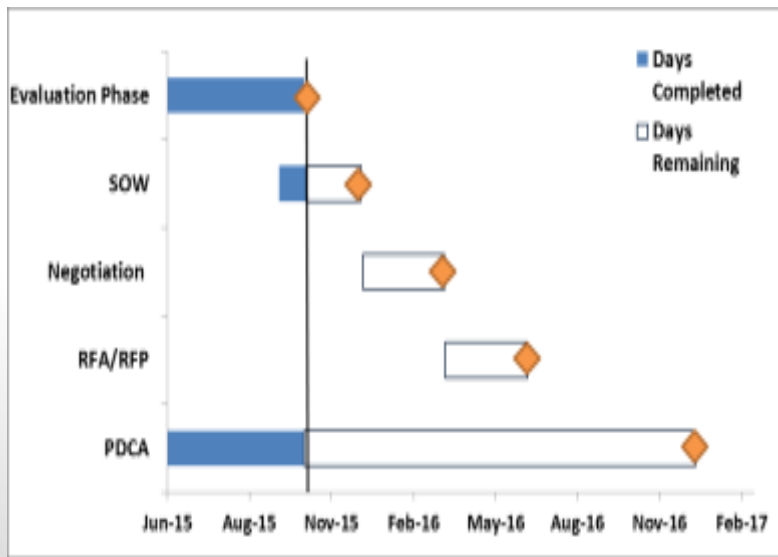 Evaluation Phase
SOW
Negotiation
RFA/RFP
PDCA
Days
Completed
Days
Remaining
Jun-15 Aug-15 Nov-15 Feb-16 May-16 Aug-16 Nov-16 Feb-17